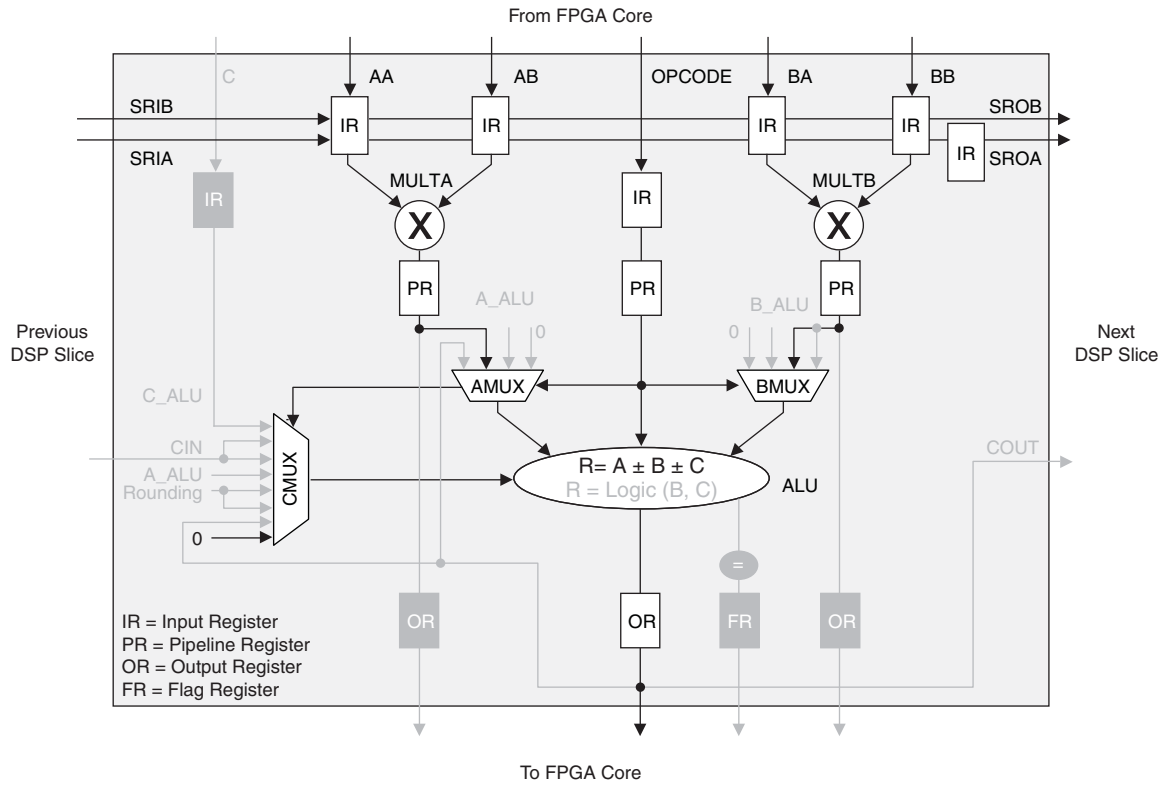 From FPGA Core
C
AA
AB
OPCODE
BA
BB
SRIB
SROB
IR
IR
IR
IR
SRIA
IR
SROA
MULTA
MULTB
IR
IR
X
X
PR
PR
PR
A_ALU
B_ALU
0
0
Previous
DSP Slice
Next
DSP Slice
AMUX
BMUX
C_ALU
CIN
COUT
A_ALU
Rounding
CMUX
R= A ± B ± C
R = Logic (B, C)
ALU
0
=
OR
OR
FR
OR
IR = Input Register
PR = Pipeline Register
OR = Output Register
FR = Flag Register
To FPGA Core